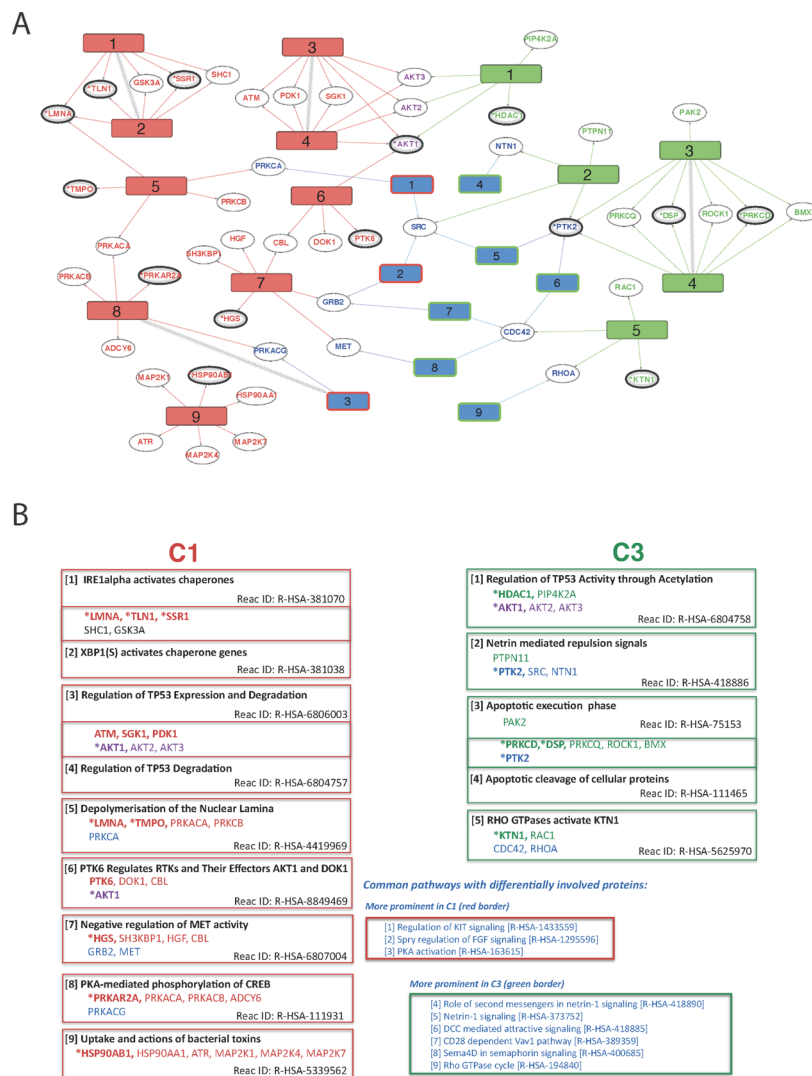 A
1
3
PIP4K2A
GSK3A
*SSR1
SHC1
*TLN1
AKT3
1
ATM
PDK1
SGK1
*LMNA
AKT2
*HDAC1
PAK2
2
PTPN11
4
*AKT1
NTN1
3
PRKCA
2
5
1
4
*TMPO
6
PRKCB
PRKCQ
*DSP
ROCK1
*PRKCD
BMX
SRC
*PTK2
HGF
CBL
DOK1
PTK6
PRKACA
SH3KBP1
5
PRKACB
*PRKAR2A
7
2
6
4
RAC1
GRB2
8
*HGS
7
CDC42
5
ADCY6
PRKACG
MET
8
RHOA
*KTN1
MAP2K1
HSP90AB1
HSP90AA1
3
9
9
ATR
MAP2K4
MAP2K7
B
C1
[1] IRE1alpha activates chaperones
Reac ID: R-HSA-381070
*LMNA, *TLN1, *SSR1
SHC1, GSK3A
[2] XBP1(S) activates chaperone genes
Reac ID: R-HSA-381038
[3] Regulation of TP53 Expression and Degradation
Reac ID: R-HSA-6806003
ATM, SGK1, PDK1
*AKT1, AKT2, AKT3
[4] Regulation of TP53 Degradation
Reac ID: R-HSA-6804757
[5] Depolymerisation of the Nuclear Lamina
*LMNA, *TMPO, PRKACA, PRKCB
PRKCA
Reac ID: R-HSA-4419969
[6] PTK6 Regulates RTKs and Their Effectors AKT1 and DOK1
PTK6, DOK1, CBL
*AKT1
Reac ID: R-HSA-8849469
[7] Negative regulation of MET activity
*HGS, SH3KBP1, HGF, CBL
GRB2, MET
Reac ID: R-HSA-6807004
[8] PKA-mediated phosphorylation of CREB
*PRKAR2A, PRKACA, PRKACB, ADCY6
PRKACG
Reac ID: R-HSA-111931
[9] Uptake and actions of bacterial toxins
*HSP90AB1, HSP90AA1, ATR, MAP2K1, MAP2K4, MAP2K7
Reac ID: R-HSA-5339562
C3
[1] Regulation of TP53 Activity through Acetylation
*HDAC1, PIP4K2A
*AKT1, AKT2, AKT3
Reac ID: R-HSA-6804758
[2] Netrin mediated repulsion signals
PTPN11
*PTK2, SRC, NTN1
Reac ID: R-HSA-418886
[3] Apoptotic execution phase
PAK2
Reac ID: R-HSA-75153
*PRKCD,*DSP, PRKCQ, ROCK1, BMX
*PTK2
[4] Apoptotic cleavage of cellular proteins
Reac ID: R-HSA-111465
[5] RHO GTPases activate KTN1
*KTN1, RAC1
CDC42, RHOA
Reac ID: R-HSA-5625970
Common pathways with differentially involved proteins:
More prominent in C1 (red border)
[1] Regulation of KIT signaling [R-HSA-1433559]
[2] Spry regulation of FGF signaling [R-HSA-1295596]
[3] PKA activation [R-HSA-163615]
More prominent in C3 (green border)
[4] Role of second messengers in netrin-1 signaling [R-HSA-418890]
[5] Netrin-1 signaling [R-HSA-373752]
[6] DCC mediated attractive signaling [R-HSA-418885]
[7] CD28 dependent Vav1 pathway [R-HSA-389359]
[8] Sema4D in semaphorin signaling [R-HSA-400685]
[9] Rho GTPase cycle [R-HSA-194840]